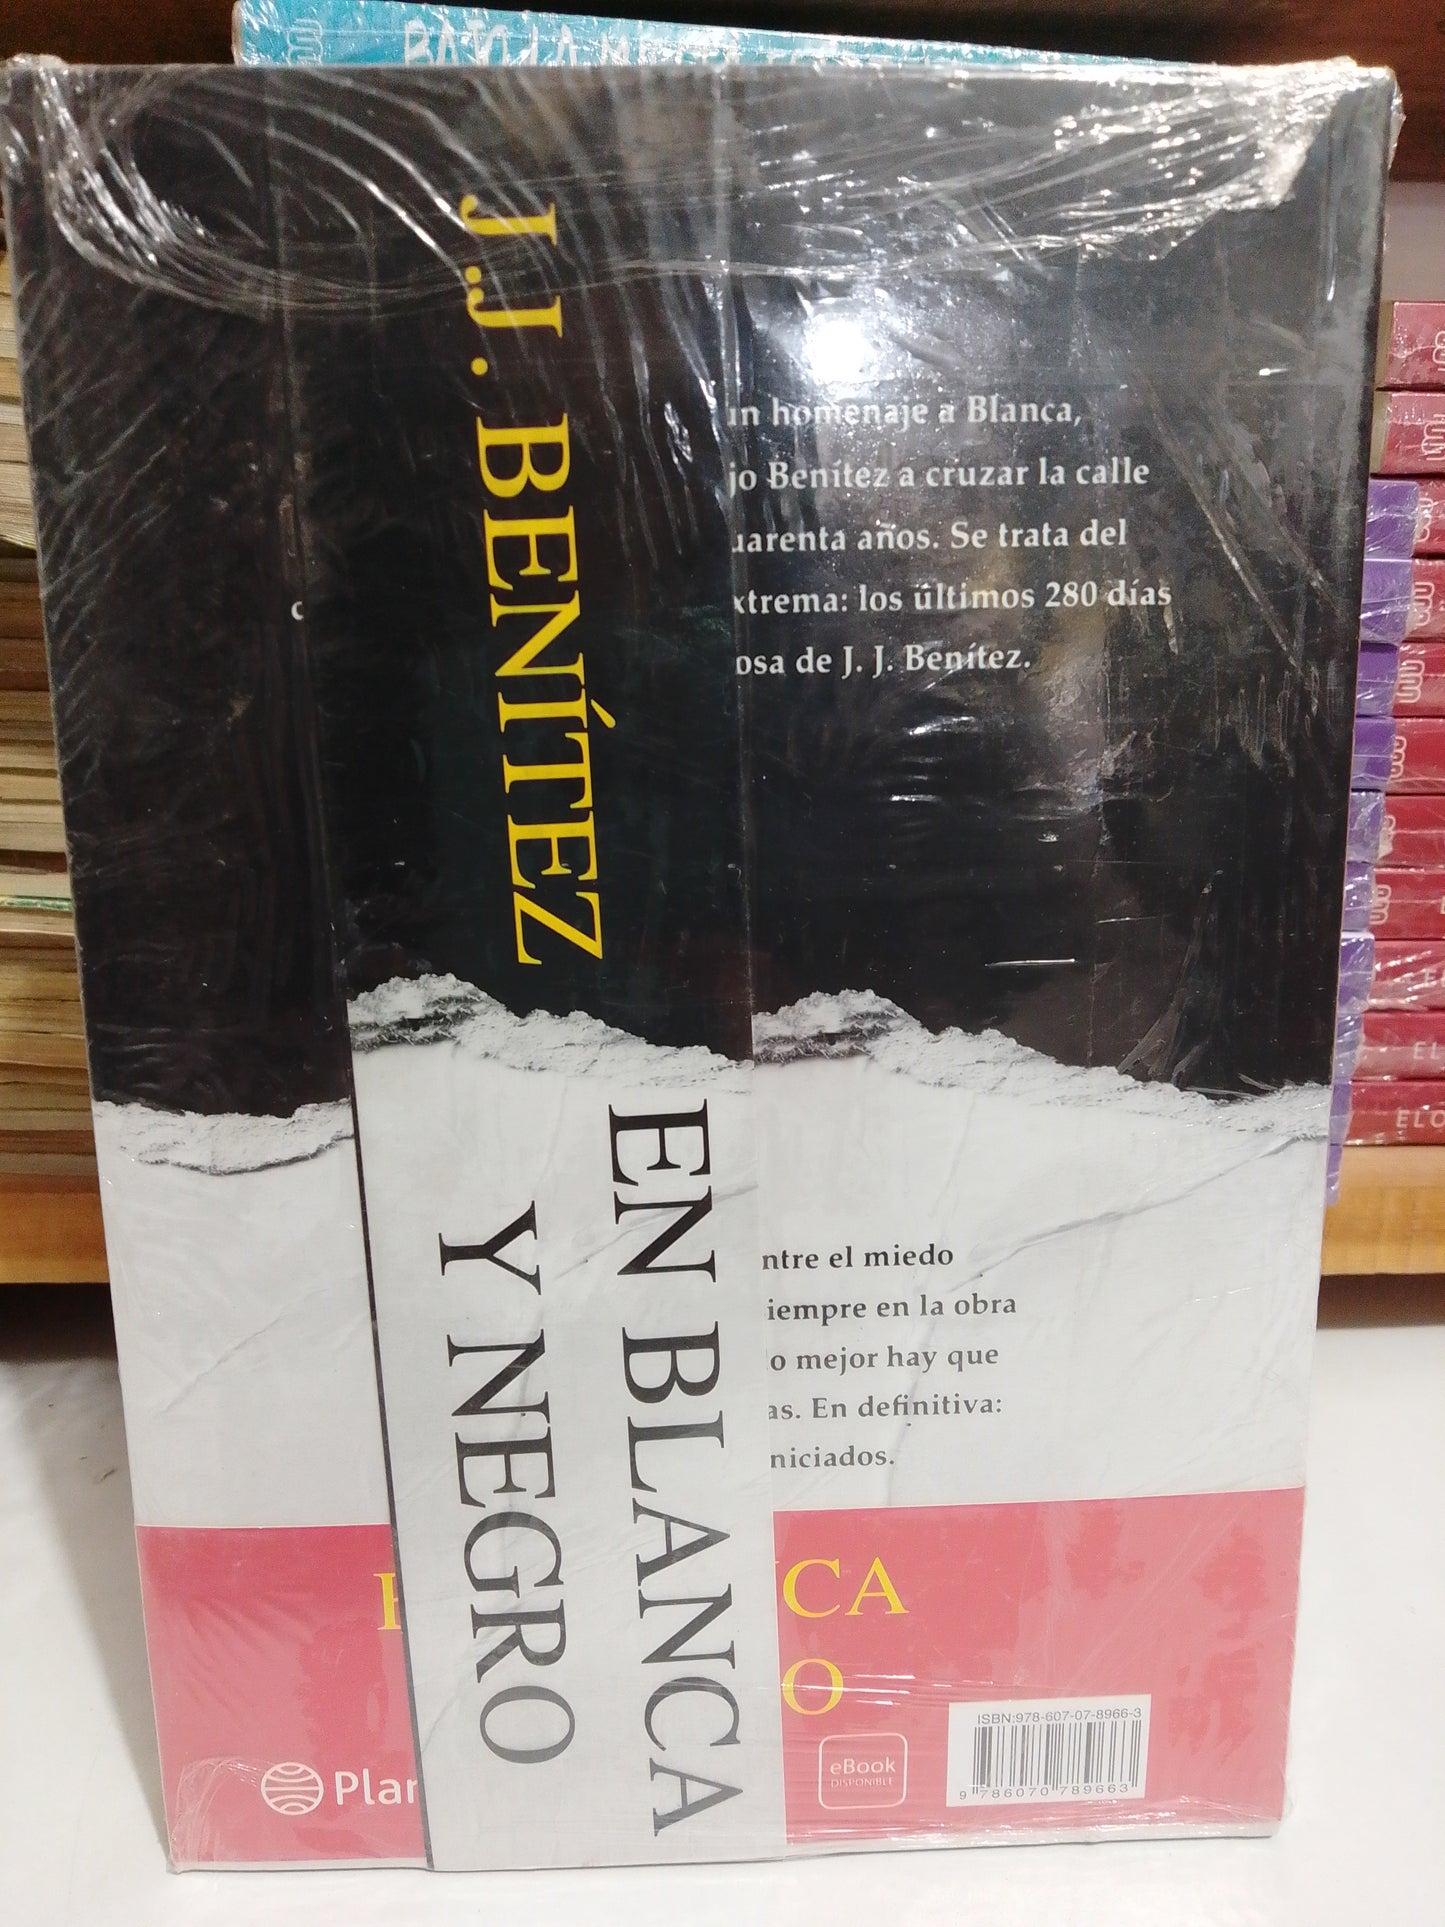 J.J. BENÍTEZ
EN BLANCA
Y NEGRO
un homenaje a Blanca,
jo Benítez a cruzar la calle
uarenta años. Se trata del
c
xtrema: los últimos 280 días
osa de J. J. Benítez.
ntre el miedo
iempre en la obra
lo mejor hay que
as. En definitiva:
niciados.
CA
O
Plan
eBook
DISPONIBLE
ISBN:978-607-07-8966-3
9 786070 789663